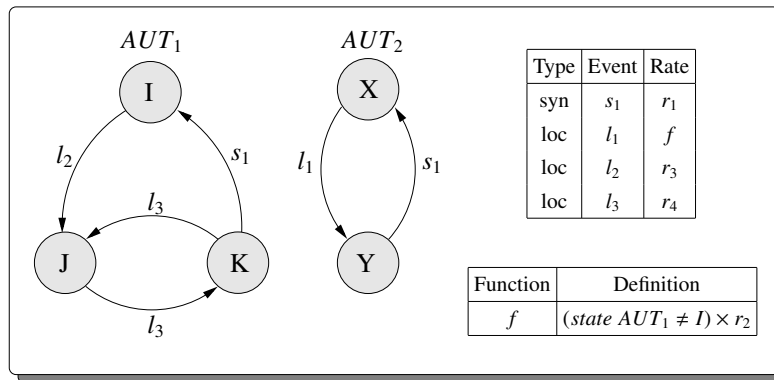 AUT₁
AUT₂
I
X
l₂
s₁
l₁
s₁
l₃
J
K
Y
l₃
Type Event Rate
syn s₁ r₁
loc l₁ f
loc l₂ r₃
loc l₃ r₄
Function Definition
f (state AUT₁ ≠ I) × r₂